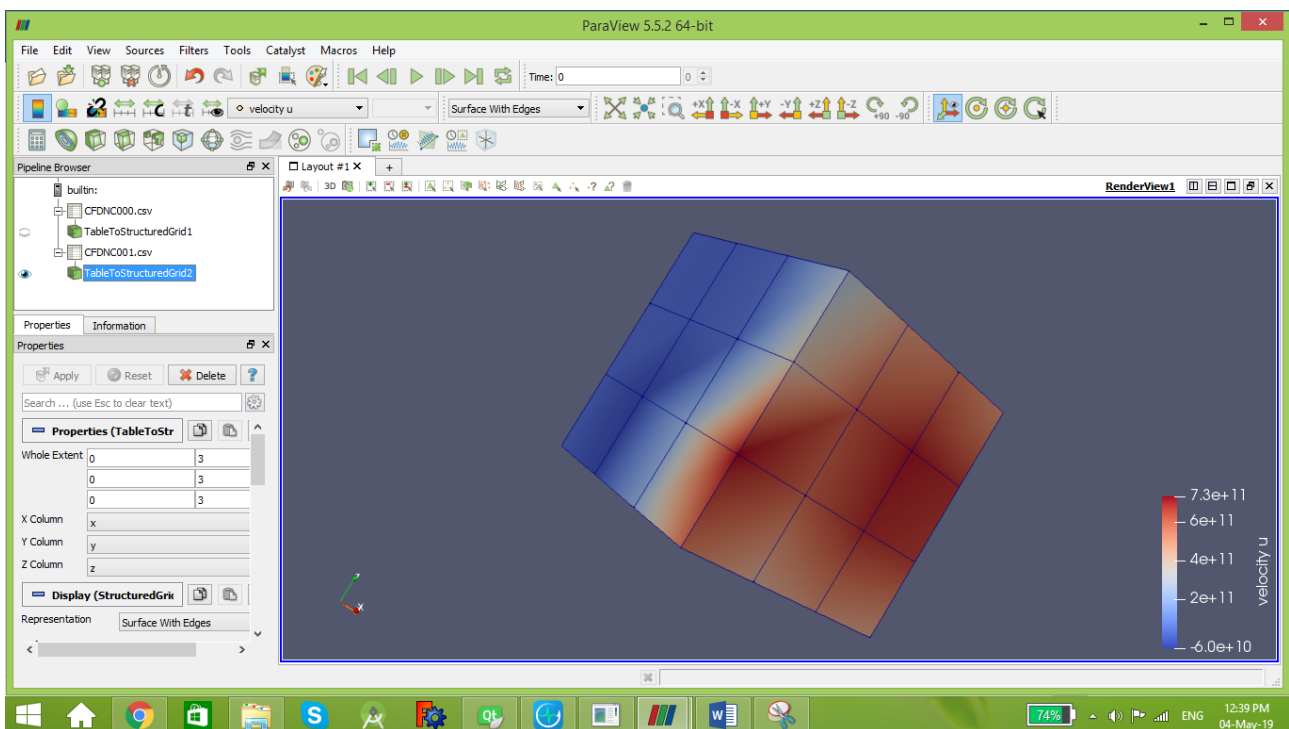 ParaView 5.5.2 64-bit
File Edit View Sources Filters Tools Catalyst Macros Help
Time: 0 0
velocity u Surface With Edges +X -X +Y -Y +Z -Z +90 -90
Pipeline Browser
Layout #1 +
builtin:
3D
RenderView1
CFDNC000.csv
TableToStructuredGrid1
CFDNC001.csv
TableToStructuredGrid2
Properties Information
Properties
Apply Reset Delete ?
Search ... (use Esc to clear text)
Properties (TableToStr
Whole Extent 0 3
0 3
0 3
X Column x
Y Column y
Z Column z
Display (StructuredGri
Representation Surface With Edges
X
7.3e+11
6e+11
4e+11
2e+11
-6.0e+10
velocity u
74% ENG 12:39 PM
04-May-19